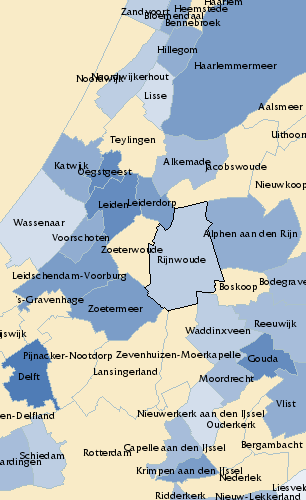 Haarlem
Zandvoort
Heemstede
Bloemendaal
Bennebroek
Hillegom
Haarlemmermeer
Noordwijkerhout
Noordwijk
Lisse
Aalsmeer
Uithoorn
Teylingen
Katwijk
Alkemade
Jacobswoude
Oegstgeest
Nieuwkoop
Leiden
Leiderdorp
Wassenaar
Alphen aan den Rijn
Voorschoten
Zoeterwoude
Rijnwoude
Leidschendam-Voorburg
Boskoop
Bodegrave
's-Gravenhage
Zoetermeer
Reeuwijk
Waddinxveen
ijswijk
Pijnacker-Nootdorp
Zevenhuizen-Moerkapelle
Gouda
Lansingerland
Delft
Moordrecht
Vlist
en-Delfland
Nieuwerkerk aan den IJssel
Ouderkerk
Bergambacht
Capelle aan den IJssel
Rotterdam
Schiedam
ardingen
Krimpen aan den IJssel
Nederlek
Liesve
Ridderkerk
Nieuw-Lekkerland